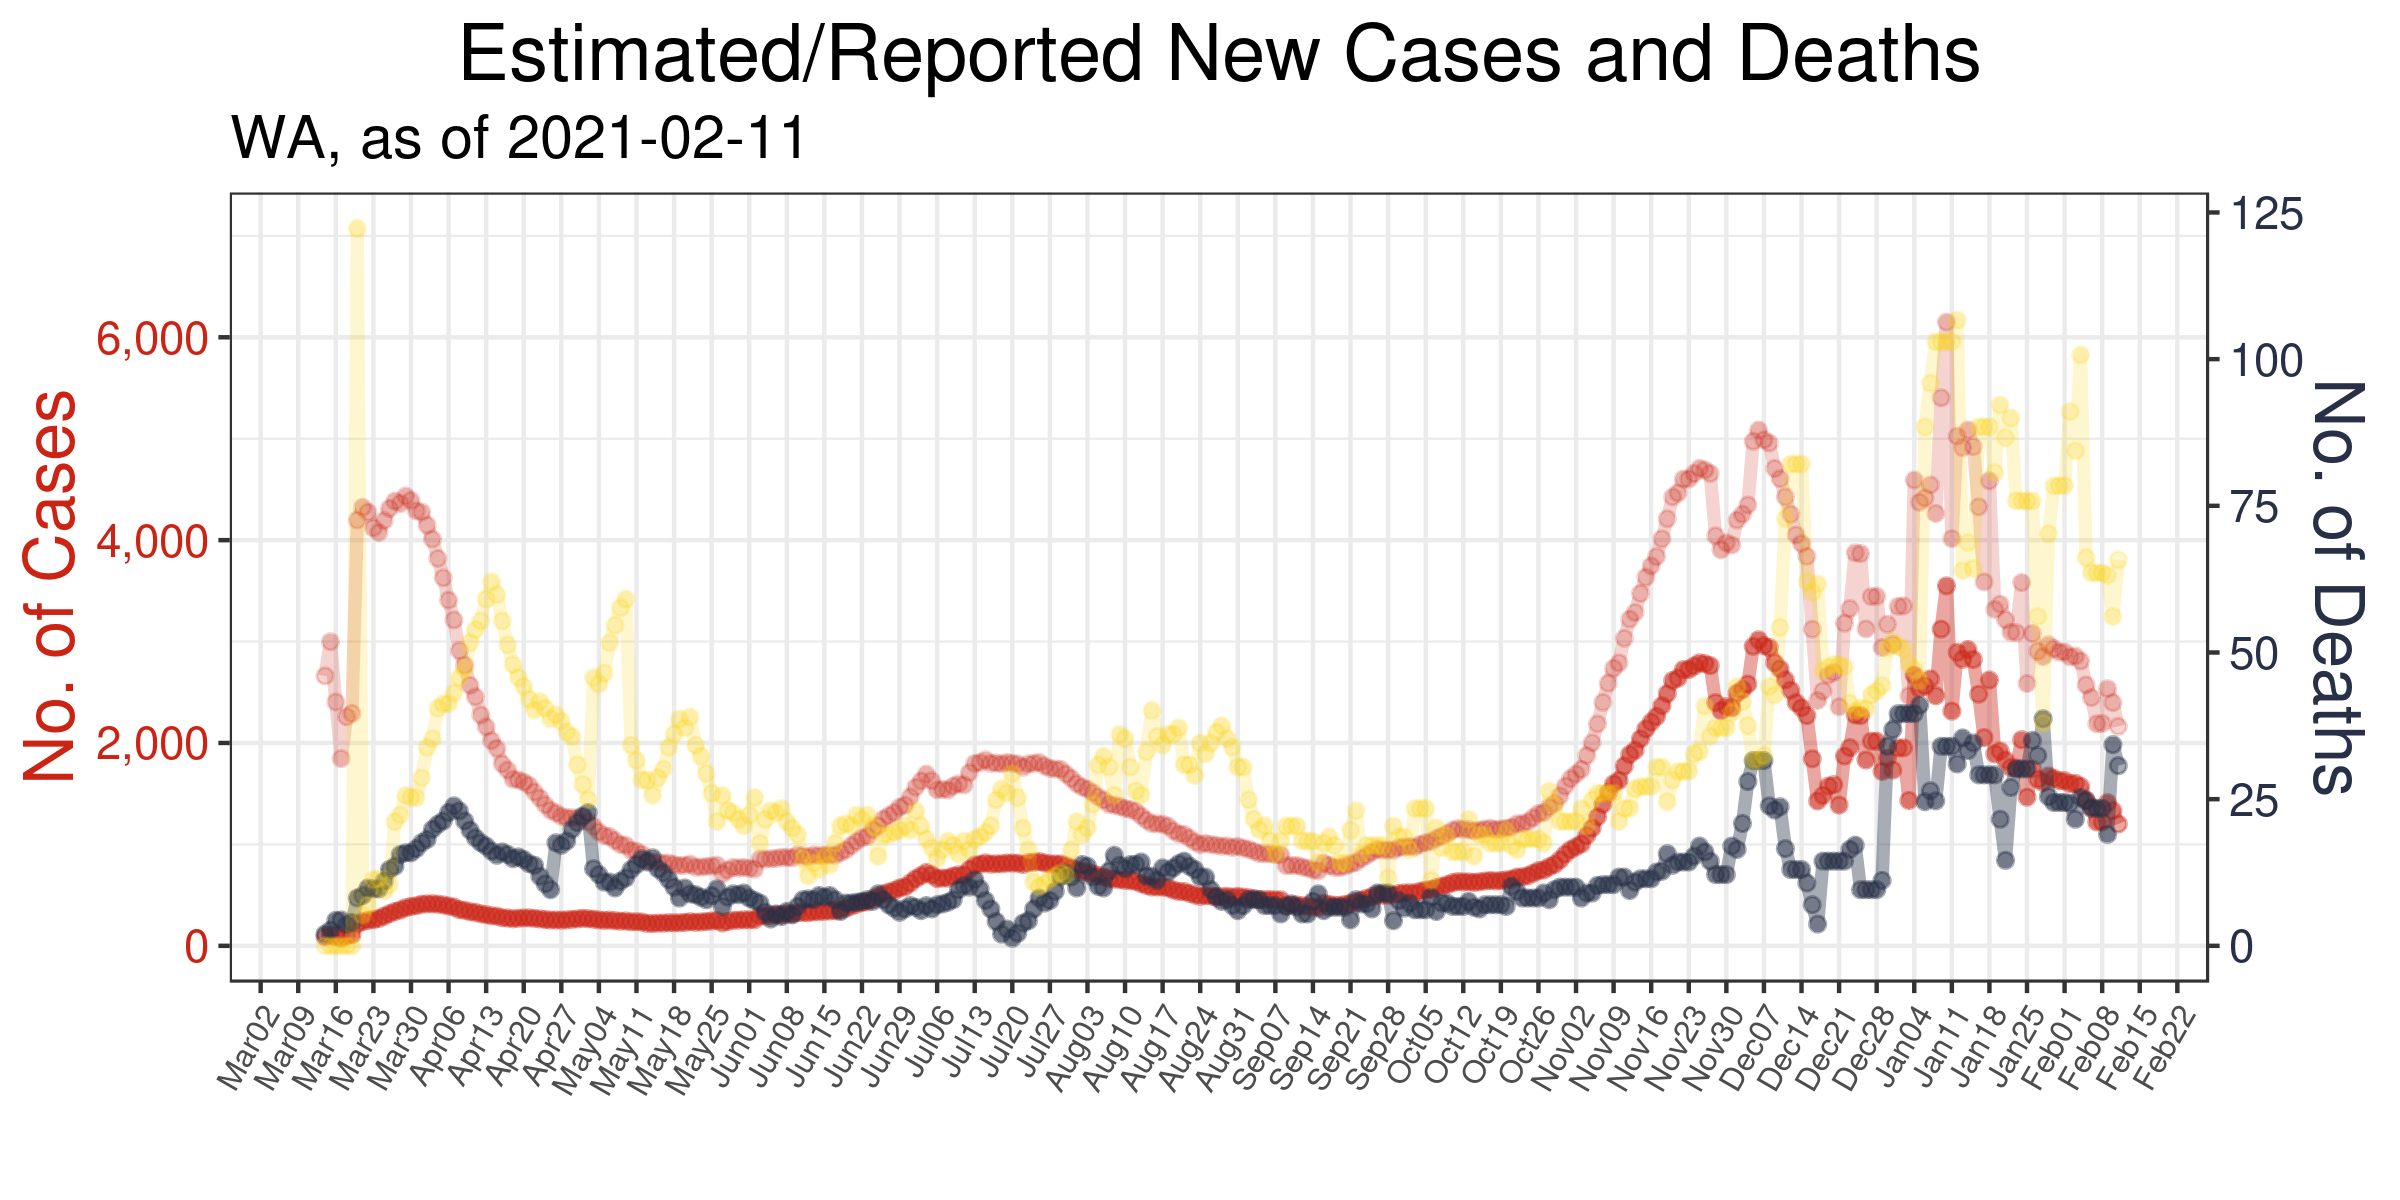 Estimated/Reported New Cases and Deaths
WA, as of 2021-02-11
No. of Cases
6,000
4,000
2,000
0
125
100
75
50
25
0
No. of Deaths
Mar02
Mar09
Mar16
Mar23
Mar30
Apr06
Apr13
Apr20
Apr27
May04
May11
May18
May25
Jun01
Jun08
Jun15
Jun22
Jun29
Jul06
Jul13
Jul20
Jul27
Aug03
Aug10
Aug17
Aug24
Aug31
Sep07
Sep14
Sep21
Sep28
Oct05
Oct12
Oct19
Oct26
Nov02
Nov09
Nov16
Nov23
Nov30
Dec07
Dec14
Dec21
Dec28
Jan04
Jan11
Jan18
Jan25
Feb01
Feb08
Feb15
Feb22